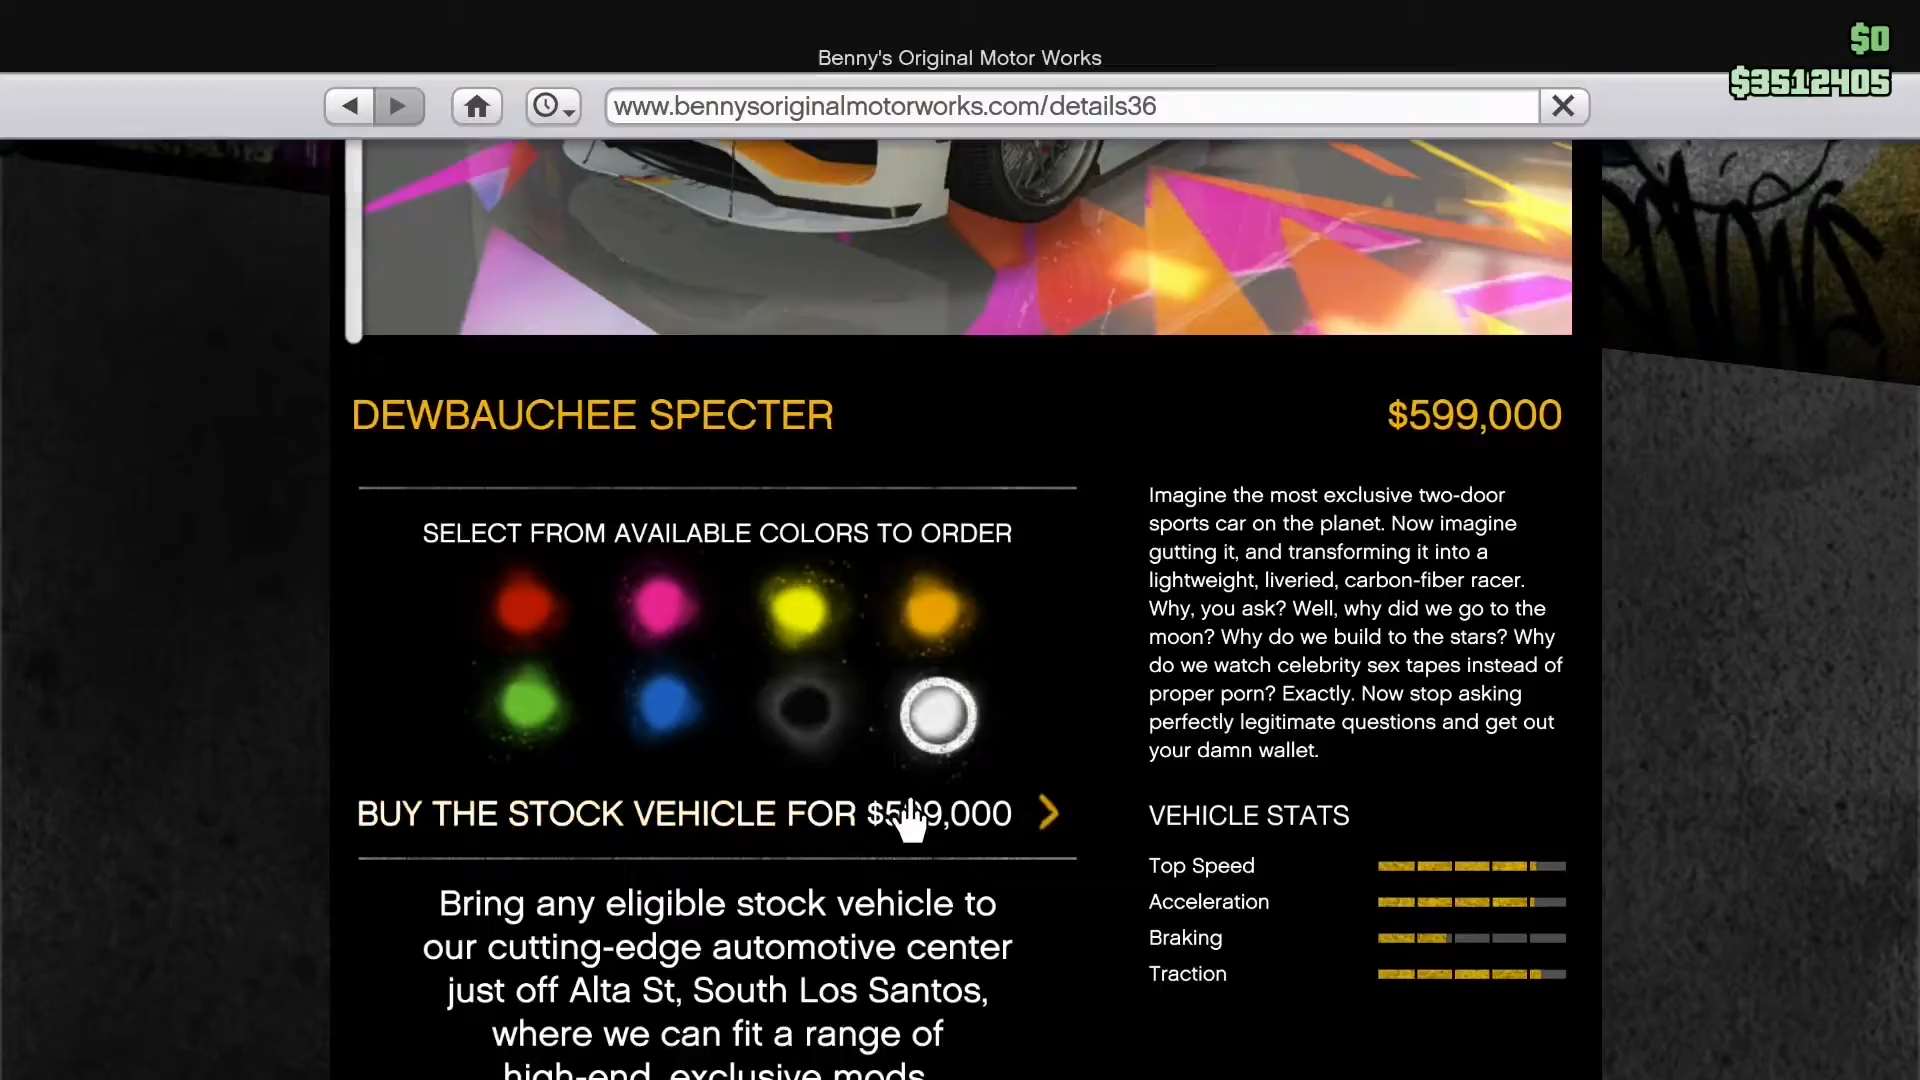 $0
Benny's Original Motor Works
$3512405
www.bennysoriginalmotorworks.com/details36
DEWBAUCHEE SPECTER
$599,000
SELECT FROM AVAILABLE COLORS TO ORDER
BUY THE STOCK VEHICLE FOR $599,000
Bring any eligible stock vehicle to
our cutting-edge automotive center
just off Alta St, South Los Santos,
where we can fit a range of
high-end, exclusive mods
Imagine the most exclusive two-door
sports car on the planet. Now imagine
gutting it, and transforming it into a
lightweight, liveried, carbon-fiber racer.
Why, you ask? Well, why did we go to the
moon? Why do we build to the stars? Why
do we watch celebrity sex tapes instead of
proper porn? Exactly. Now stop asking
perfectly legitimate questions and get out
your damn wallet.
VEHICLE STATS
Top Speed
Acceleration
Braking
Traction